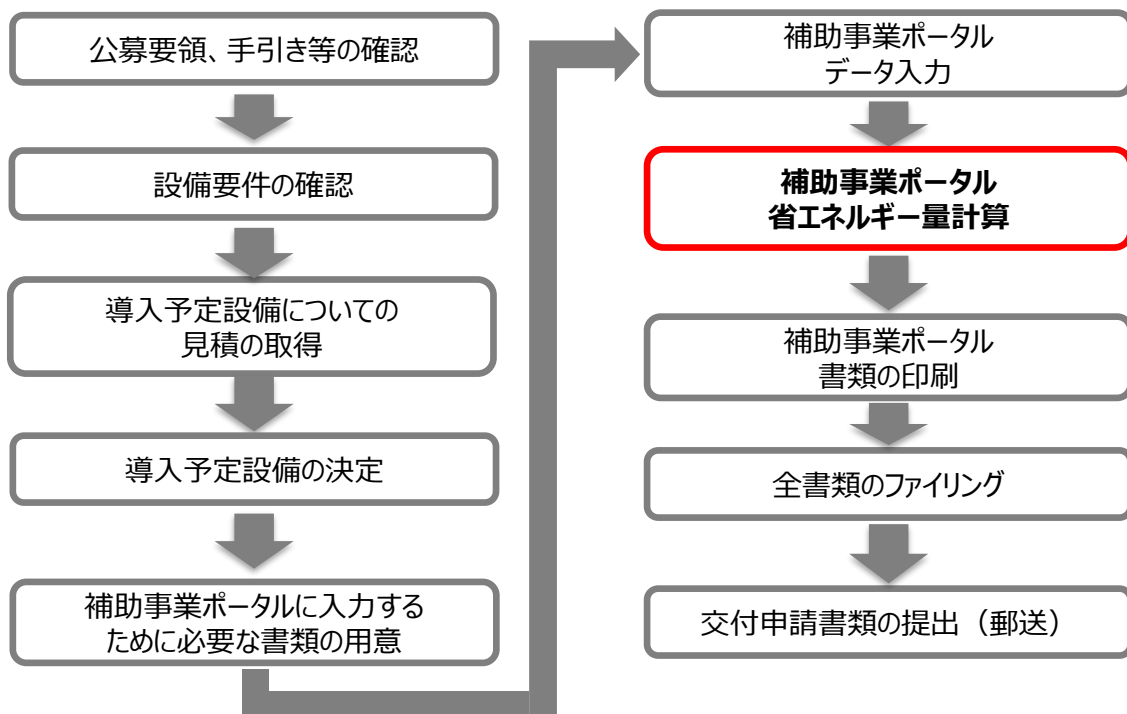 公募要領、手引き等の確認
設備要件の確認
導入予定設備についての
見積の取得
導入予定設備の決定
補助事業ポータルに入力する
ために必要な書類の用意
補助事業ポータル
データ入力
補助事業ポータル
省エネルギー量計算
補助事業ポータル
書類の印刷
全書類のファイリング
交付申請書類の提出（郵送）